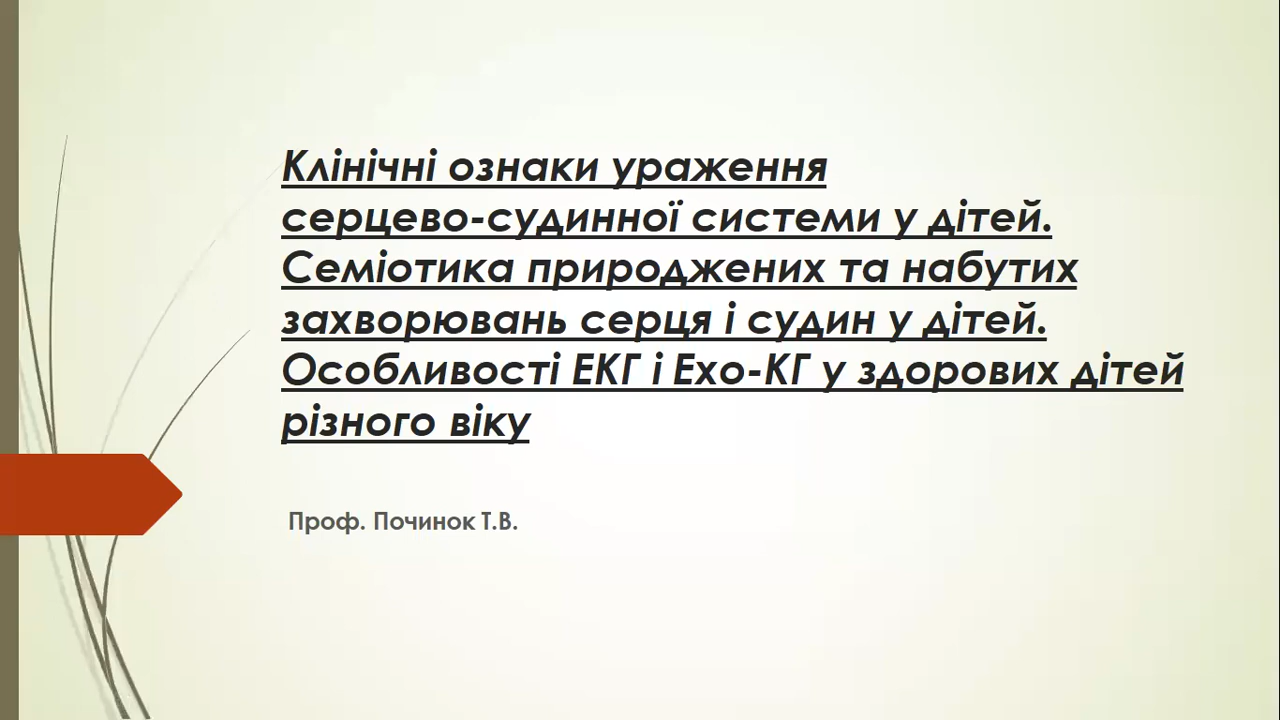 Клінічні ознаки ураження
серцево-судинної системи у дітей.
Семіотика природжених та набутих
захворювань серця і судин у дітей.
Особливості ЕКГ і Ехо-КГ у здорових дітей
різного віку
Проф. Починок Т.В.